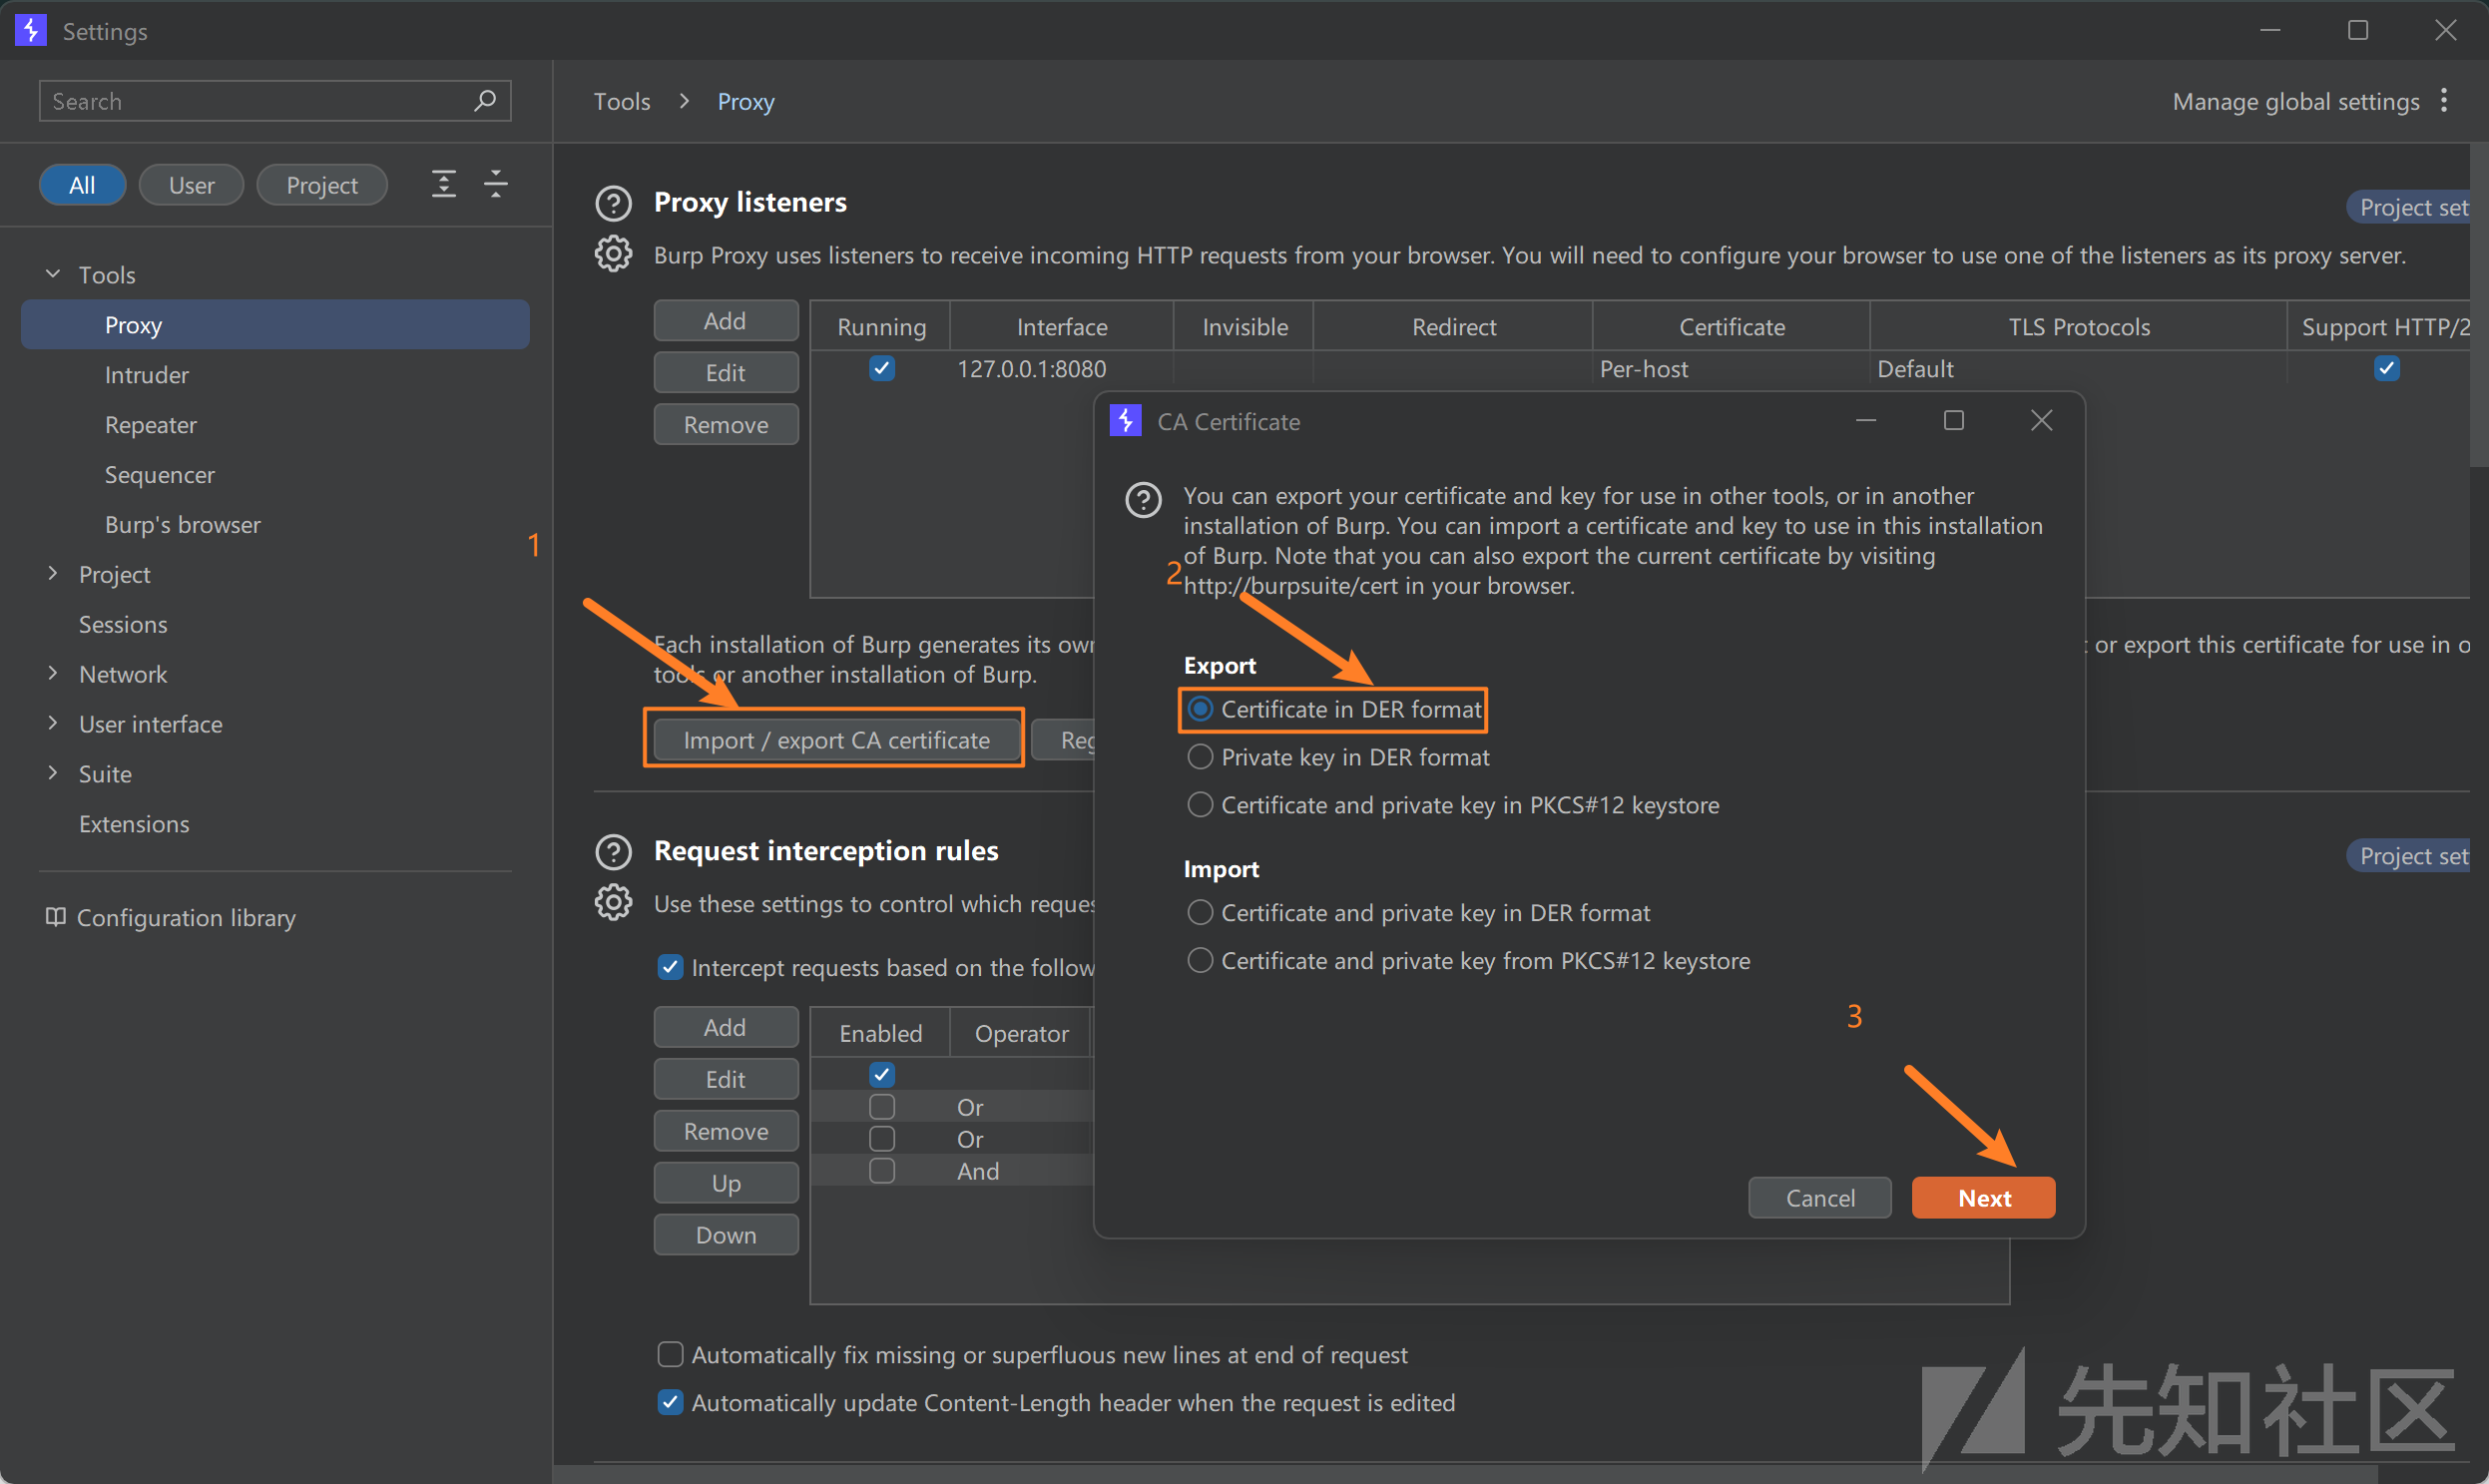 Settings
Search
Tools > Proxy
Manage global settings
All
User
Project
Tools
Proxy
Intruder
Repeater
Sequencer
Burp's browser
Project
Sessions
Network
User interface
Suite
Extensions
Configuration library
Proxy listeners
Project set
Burp Proxy uses listeners to receive incoming HTTP requests from your browser. You will need to configure your browser to use one of the listeners as its proxy server.
Add
Edit
Remove
Running Interface Invisible Redirect Certificate TLS Protocols Support HTTP/2
127.0.0.1:8080 Per-host Default
1
Each installation of Burp generates its own
or export this certificate for use in o
tools or another installation of Burp.
Import / export CA certificate
Reg
CA Certificate
You can export your certificate and key for use in other tools, or in another
installation of Burp. You can import a certificate and key to use in this installation
of Burp. Note that you can also export the current certificate by visiting
http://burpsuite/cert in your browser.
2
Export
Certificate in DER format
Private key in DER format
Certificate and private key in PKCS#12 keystore
Import
Certificate and private key in DER format
Certificate and private key from PKCS#12 keystore
3
Cancel
Next
Request interception rules
Project set
Use these settings to control which reques
Intercept requests based on the follow
Add
Edit
Remove
Up
Down
Enabled Operator
Or
Or
And
Automatically fix missing or superfluous new lines at end of request
Automatically update Content-Length header when the request is edited
先知社区